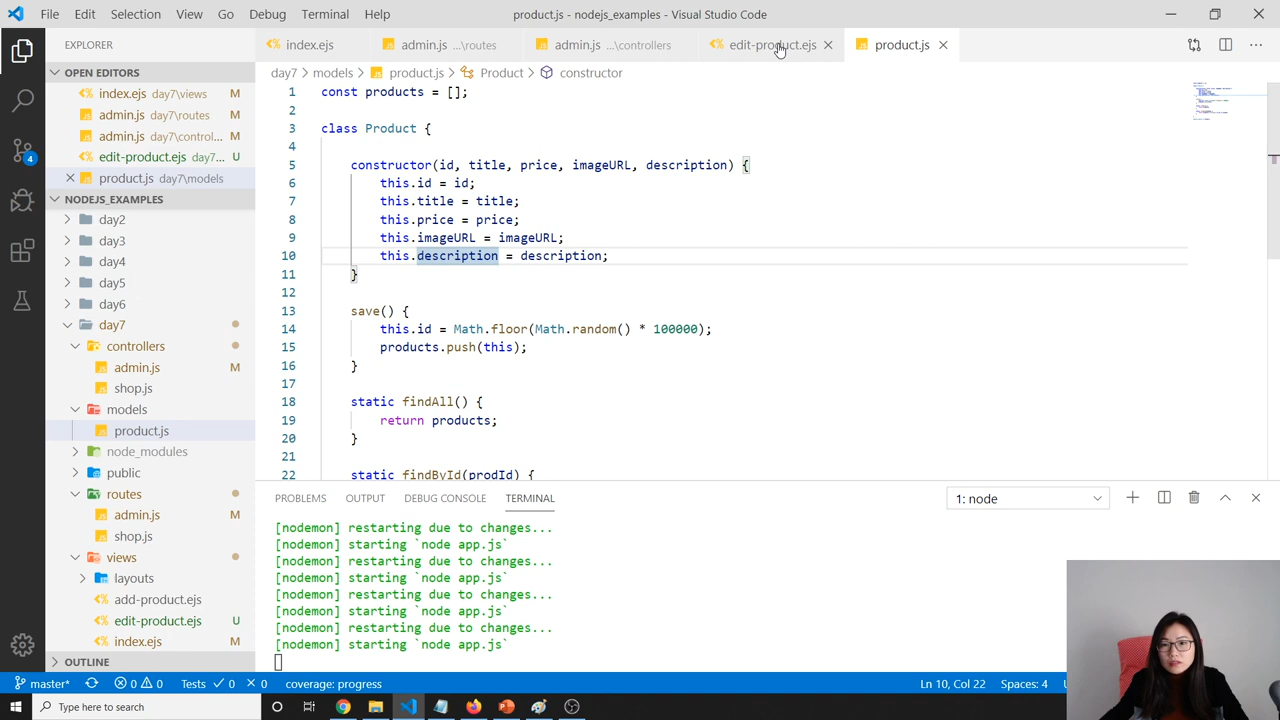 File Edit Selection View Go Debug Terminal Help
product.js - nodejs_examples - Visual Studio Code
EXPLORER
index.ejs
admin.js ...\routes
admin.js ...\controllers
edit-product.ejs
product.js
OPEN EDITORS
index.ejs day7\views M
admin.js day7\routes M
admin.js day7\control... M
edit-product.ejs day7... U
product.js day7\models
NODEJS_EXAMPLES
day2
day3
day4
day5
day6
day7
controllers
admin.js M
shop.js
models
product.js
node_modules
public
routes
admin.js M
shop.js
views
layouts
add-product.ejs
edit-product.ejs U
index.ejs M
OUTLINE
day7 > models > product.js > Product > constructor
1 const products = [];
2
3 class Product {
4
5 constructor(id, title, price, imageURL, description) {
6 this.id = id;
7 this.title = title;
8 this.price = price;
9 this.imageURL = imageURL;
10 this.description = description;
11 }
12
13 save() {
14 this.id = Math.floor(Math.random() * 100000);
15 products.push(this);
16 }
17
18 static findAll() {
19 return products;
20 }
21
22 static findById(prodId) {
PROBLEMS OUTPUT DEBUG CONSOLE TERMINAL
1: node
[nodemon] restarting due to changes...
[nodemon] starting `node app.js`
[nodemon] restarting due to changes...
[nodemon] starting `node app.js`
[nodemon] restarting due to changes...
[nodemon] starting `node app.js`
[nodemon] restarting due to changes...
[nodemon] starting `node app.js`
4
master* 0 0 Tests 0 0 coverage: progress
Ln 10, Col 22 Spaces: 4
Type here to search